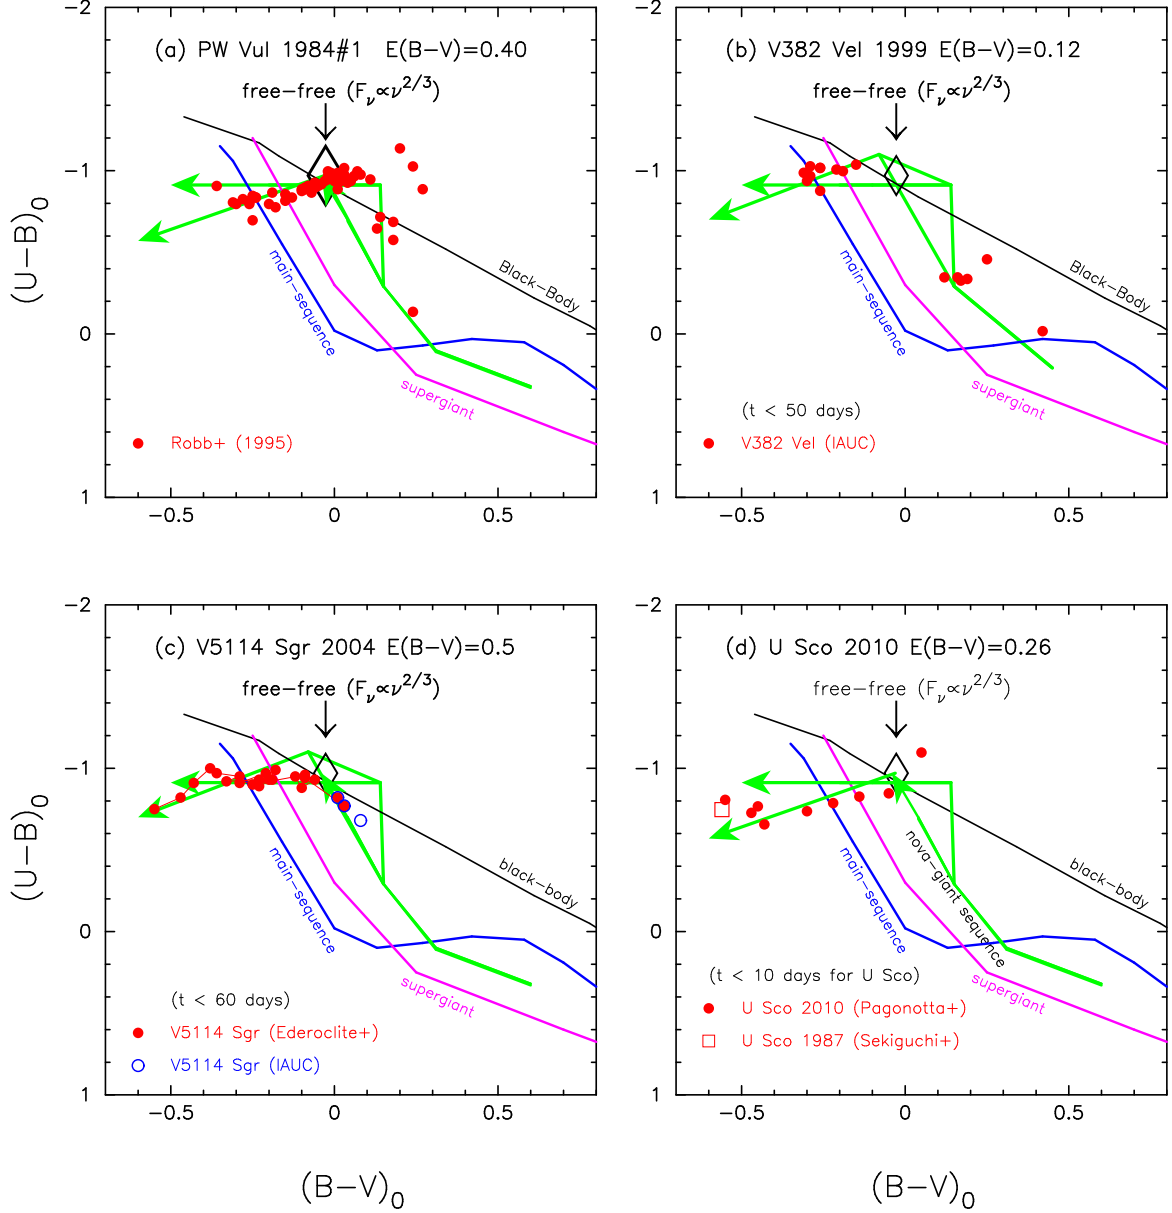 (a) PW Vul 1984#1 E(B−V)=0.40
free−free (Fν∝ν2/3)
Black−Body
main−sequence
supergiant
Robb+ (1995)
−2
−1
0
1
−0.5 0 0.5
(U−B)0
(b) V382 Vel 1999 E(B−V)=0.12
free−free (Fν∝ν2/3)
Black−Body
main−sequence
supergiant
(t < 50 days)
V382 Vel (IAUC)
−2
−1
0
1
−0.5 0 0.5
(c) V5114 Sgr 2004 E(B−V)=0.5
free−free (Fν∝ν2/3)
black−body
main−sequence
supergiant
(t < 60 days)
V5114 Sgr (Ederoclite+)
V5114 Sgr (IAUC)
−2
−1
0
1
−0.5 0 0.5
(U−B)0
(B−V)0
(d) U Sco 2010 E(B−V)=0.26
free−free (Fν∝ν2/3)
black−body
nova−giant sequence
main−sequence
supergiant
(t < 10 days for U Sco)
U Sco 2010 (Pagonotta+)
U Sco 1987 (Sekiguchi+)
−2
−1
0
1
−0.5 0 0.5
(B−V)0